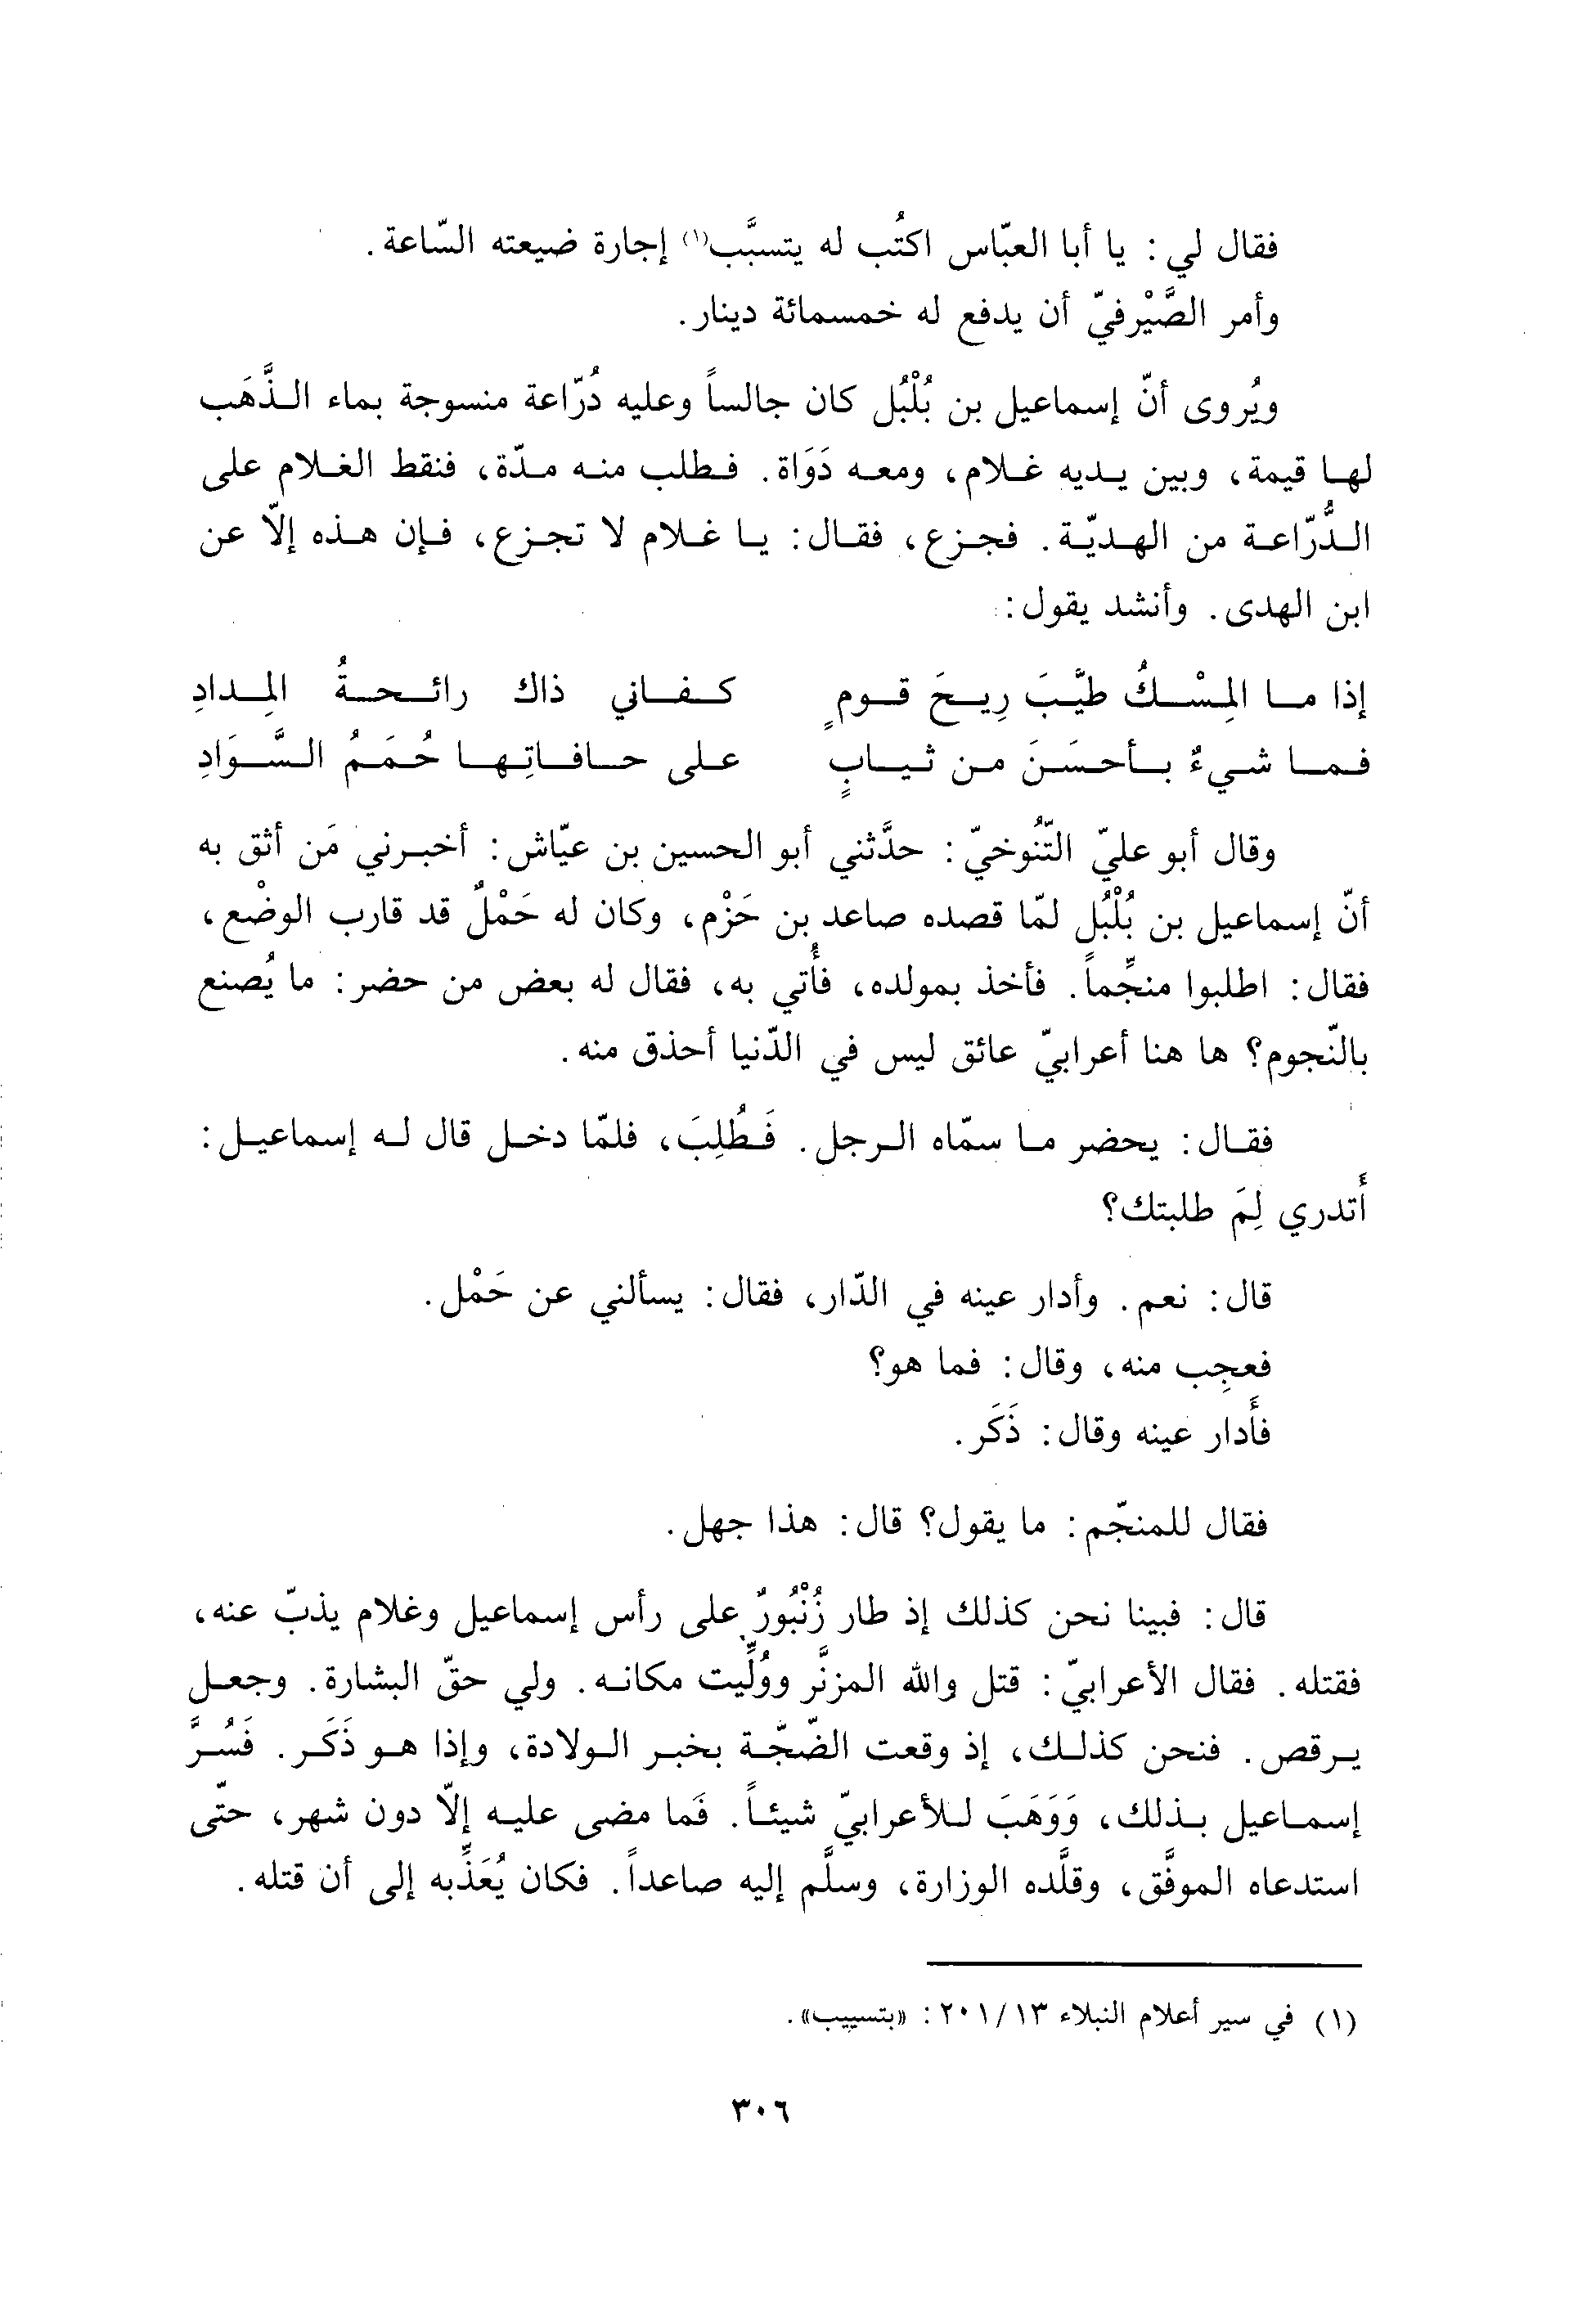 فقال لي: يا أبا العبّاس اكتُب له يتسبَّب(١) إجارة ضيعته السّاعة.
وأمر الصَّيْرفيّ أن يدفع له خمسمائة دينار.
ويُروى أنّ إسماعيل بن بُلْبُل كان جالساً وعليه دُرّاعة منسوجة بماء الذَّهَب
لها قيمة، وبين يديه غلام، ومعه دَوَاة. فطلب منه مدّة، فنقط الغلام على
الدُّرّاعة من الهديّة. فجزع، فقال: يا غلام لا تجزع، فإن هذه إلّا عن
ابن الهدى. وأنشد يقول:
إذا ما المِسْكُ طيَّبَ رِيحَ قومٍ كفاني ذاك رائحةُ المِدادِ
فما شيءٌ بأحسَنَ من ثيابٍ على حافاتِها حُمَمُ السَّوَادِ
وقال أبو عليّ التَّنُوخيّ: حدَّثني أبو الحسين بن عيّاش: أخبرني مَن أثق به
أنّ إسماعيل بن بُلْبُل لمّا قصده صاعد بن حَزْم، وكان له حَمْلٌ قد قارب الوضْع،
فقال: اطلبوا منجِّماً. فأخذ بمولده، فأُتي به، فقال له بعض من حضر: ما يُصنع
بالنّجوم؟ ها هنا أعرابيّ عائق ليس في الدّنيا أحذق منه.
فقال: يحضر ما سمّاه الرجل. فَطُلِبَ، فلمّا دخل قال له إسماعيل:
أَتدري لِمَ طلبتك؟
قال: نعم. وأدار عينه في الدّار، فقال: يسألني عن حَمْل.
فعجِب منه، وقال: فما هو؟
فأَدار عينه وقال: ذَكَر.
فقال للمنجّم: ما يقول؟ قال: هذا جهل.
قال: فبينا نحن كذلك إذ طار زُنْبُورٌ على رأس إسماعيل وغلام يذبّ عنه،
فقتله. فقال الأعرابيّ: قتل والله المزنَّر ووُلِّيت مكانه. ولي حقّ البشارة. وجعل
يرقص. فنحن كذلك، إذ وقعت الضّجّة بخبر الولادة، وإذا هو ذَكَر. فَسُرَّ
إسماعيل بذلك، وَوَهَبَ للأعرابيّ شيئاً. فَما مضى عليه إلّا دون شهر، حتّى
استدعاه الموفَّق، وقلَّده الوزارة، وسلَّم إليه صاعداً. فكان يُعَذِّبه إلى أن قتله.
(١) في سير أعلام النبلاء ١٣/ ٢٠١: «بتسبيب».
٣٠٦